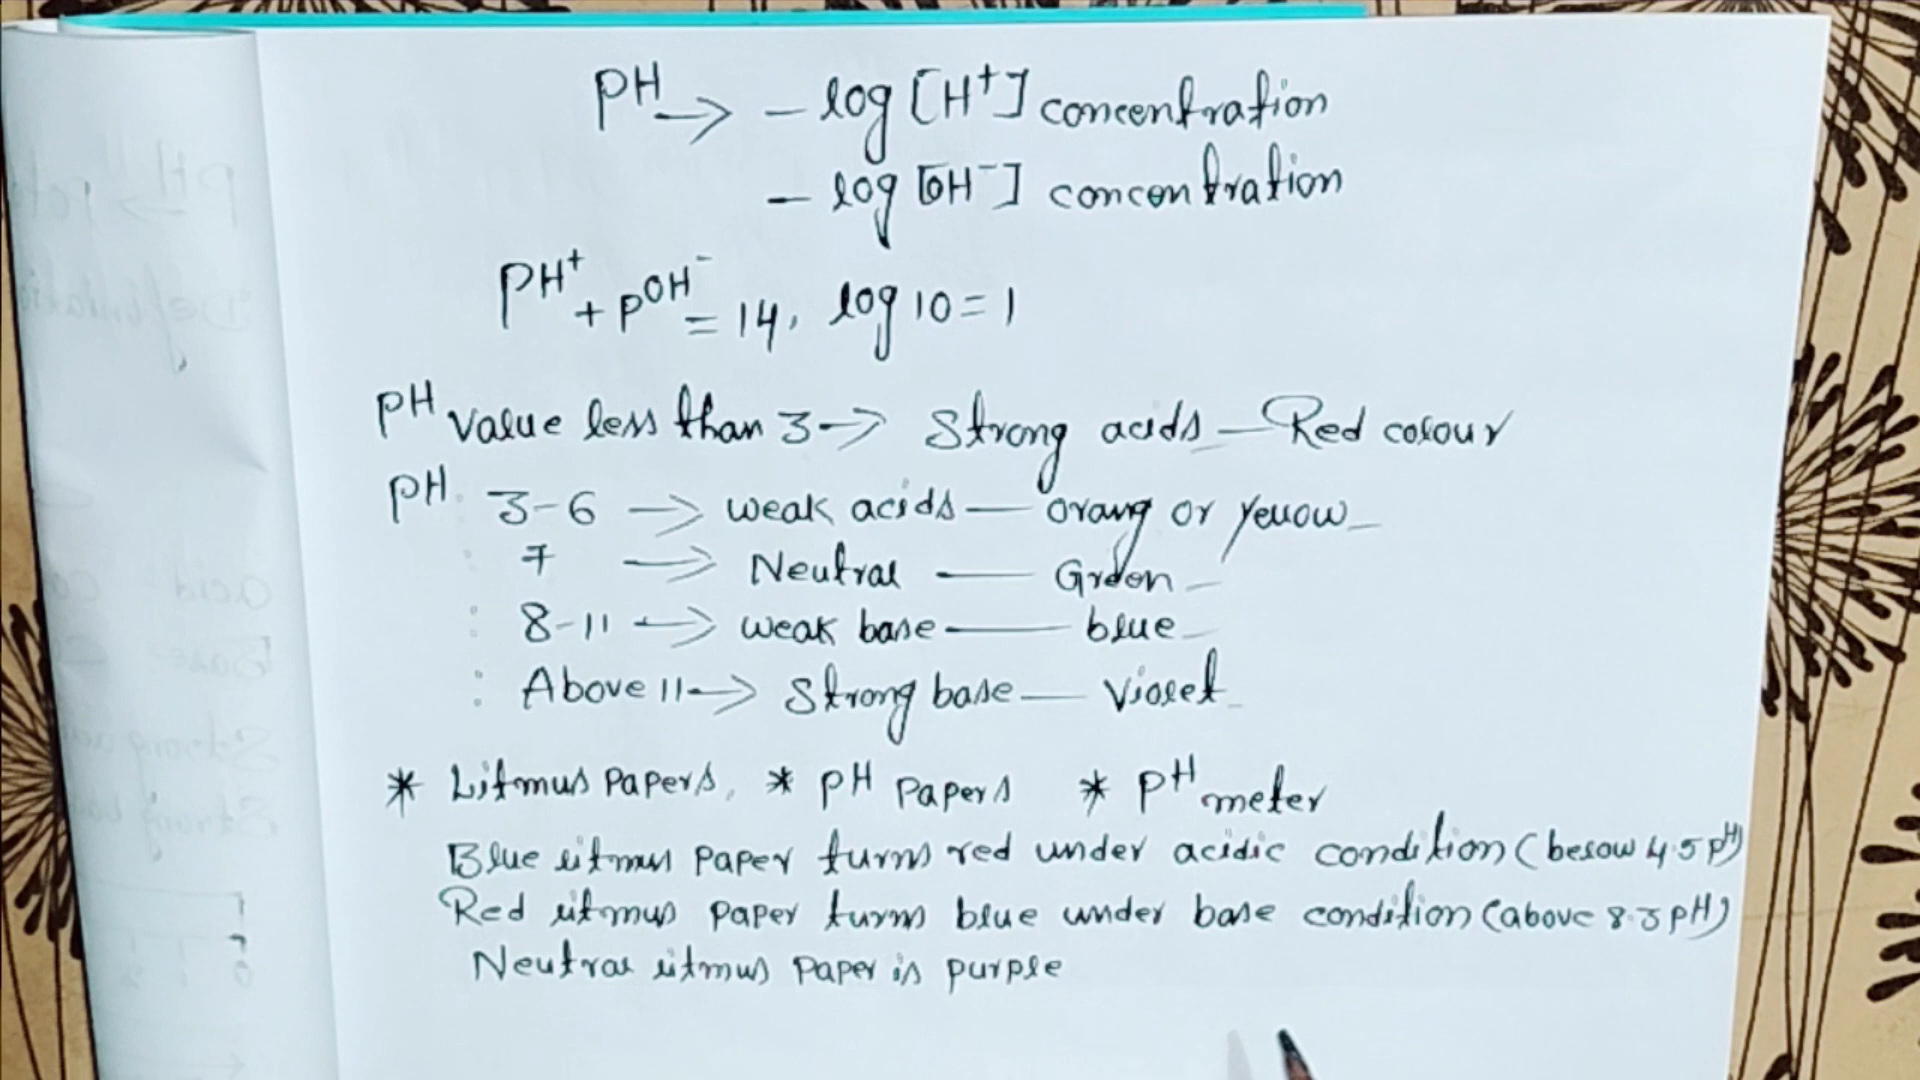 pH → - log [H⁺] concentration
- log [OH⁻] concentration
PH⁺ + pOH⁻ = 14, log 10 = 1
pH value less than 3 → Strong acids - Red colour
pH 3-6 → weak acids - orang or yellow
7 → Neutral - Green
8-11 → weak base - blue
Above 11 → Strong base - Violet
* Litmus Papers, * pH Papers * PH meter
Blue litmus paper turns red under acidic condition (below 4.5 pH)
Red litmus paper turns blue under base condition (above 8.3 pH)
Neutral litmus paper is purple